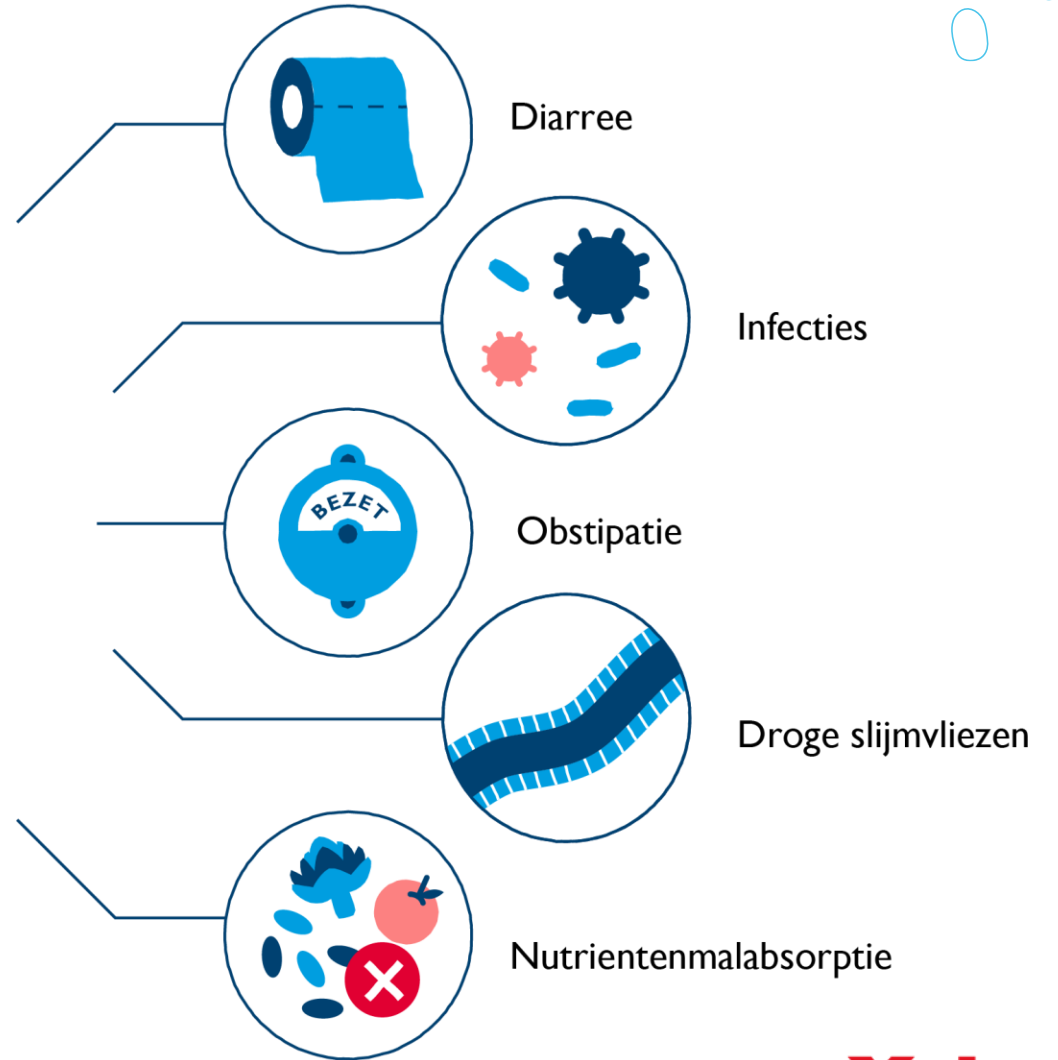 Diarree
Infecties
BEZET
Obstipatie
Droge slijmvliezen
Nutrientenmalabsorptie